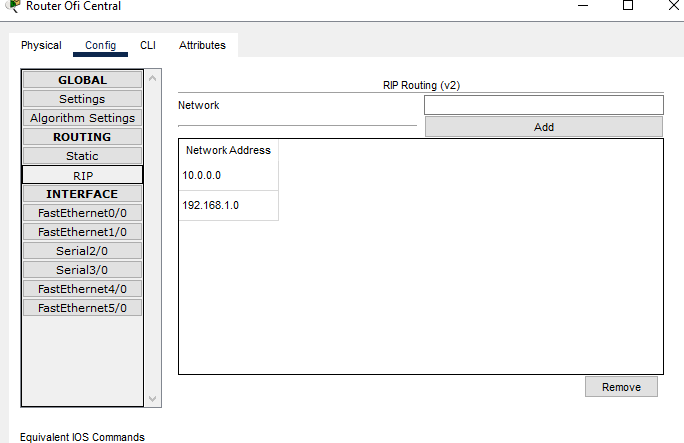 Router Ofi Central
Physical Config CLI Attributes
GLOBAL
Settings
Algorithm Settings
ROUTING
Static
RIP
INTERFACE
FastEthernet0/0
FastEthernet1/0
Serial2/0
Serial3/0
FastEthernet4/0
FastEthernet5/0
RIP Routing (v2)
Network
Add
Network Address
10.0.0.0
192.168.1.0
Remove
Equivalent IOS Commands